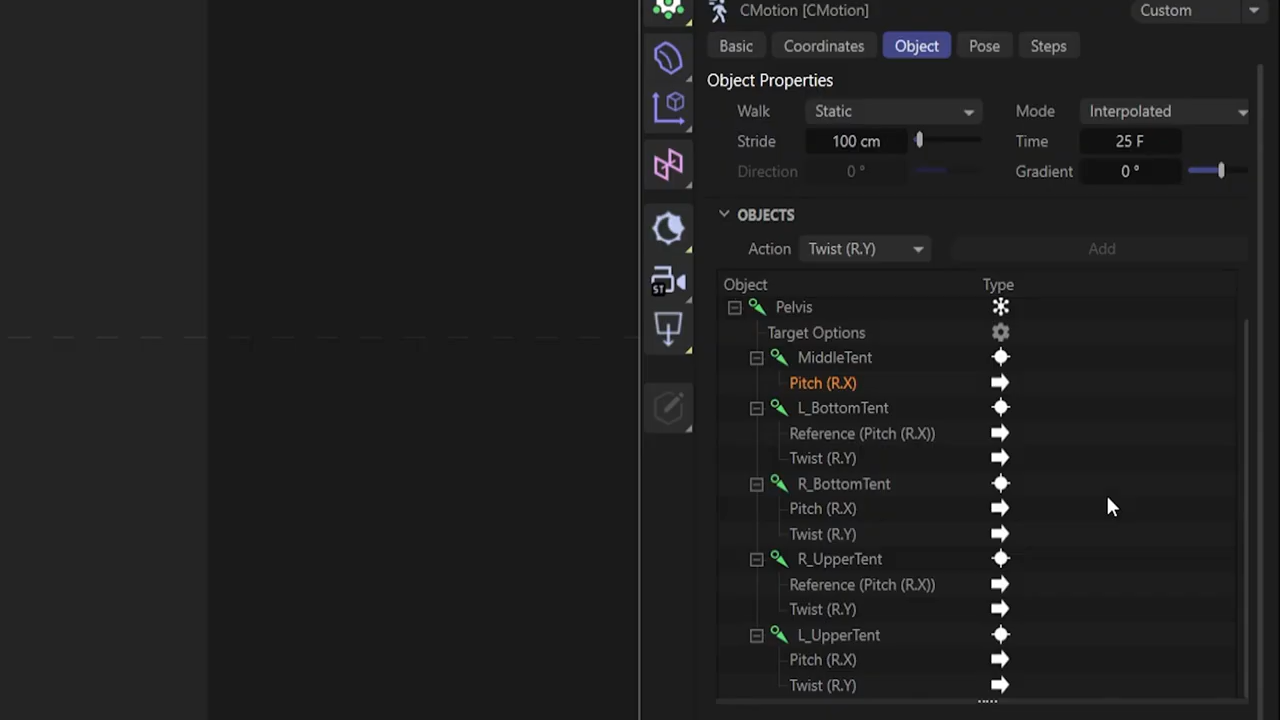 CMotion [CMotion]
Custom
Basic
Coordinates
Object
Pose
Steps
Object Properties
Walk
Static
Mode
Interpolated
Stride
100 cm
Time
25 F
Direction
0 °
Gradient
0 °
OBJECTS
Action
Twist (R.Y)
Add
Object
Type
Pelvis
Target Options
MiddleTent
Pitch (R.X)
L_BottomTent
Reference (Pitch (R.X))
Twist (R.Y)
R_BottomTent
Pitch (R.X)
Twist (R.Y)
R_UpperTent
Reference (Pitch (R.X))
Twist (R.Y)
L_UpperTent
Pitch (R.X)
Twist (R.Y)
ST